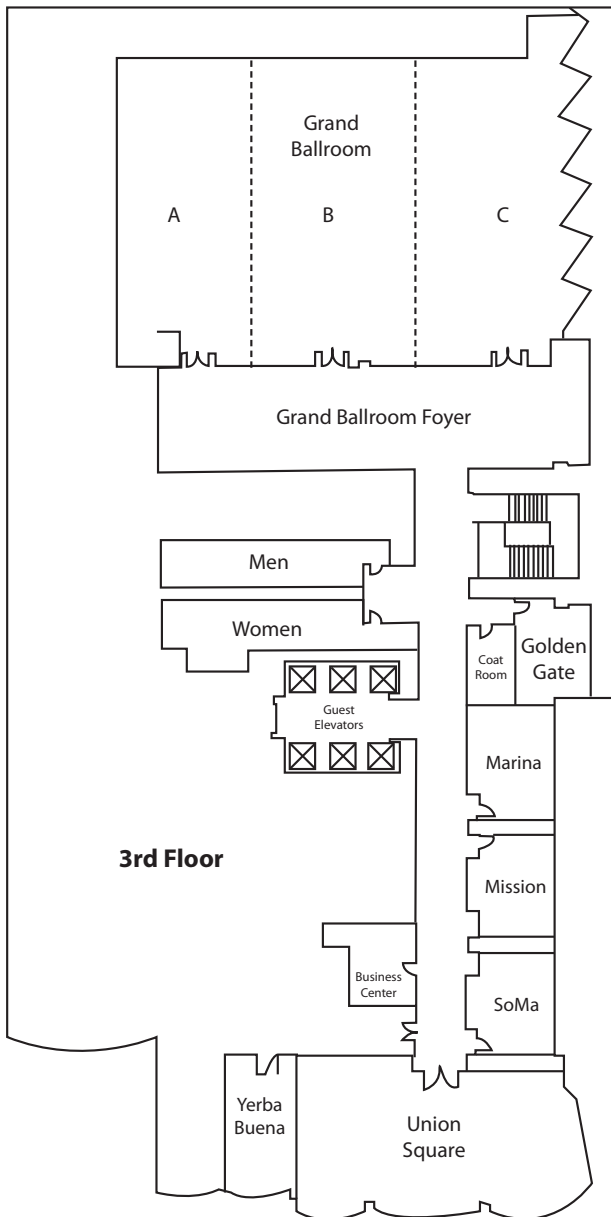 Grand
Ballroom
A
B
C
Grand Ballroom Foyer
Men
Women
Coat
Room
Golden
Gate
Guest
Elevators
Marina
3rd Floor
Mission
Business
Center
SoMa
Yerba
Buena
Union
Square